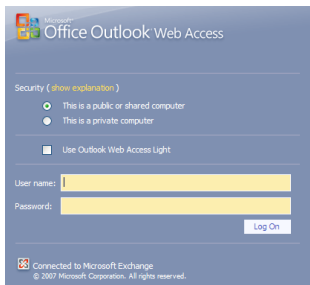 Microsoft®
Office Outlook® Web Access
Security ( show explanation )
This is a public or shared computer
This is a private computer
Use Outlook Web Access Light
User name:
Password:
Log On
Connected to Microsoft Exchange
© 2007 Microsoft Corporation. All rights reserved.